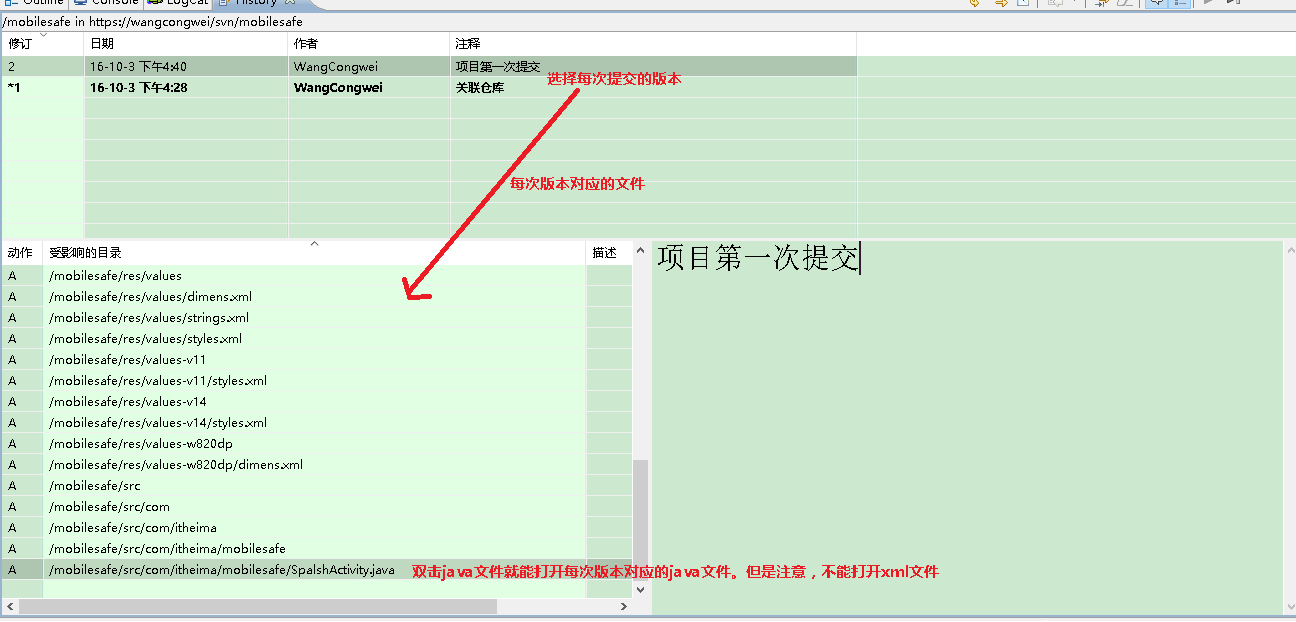 Outline Console LogCat History
/mobilesafe in https://wangcongwei/svn/mobilesafe
修订 日期 作者 注释
2 16-10-3 下午4:40 WangCongwei 项目第一次提交
选择每次提交的版本
*1 16-10-3 下午4:28 WangCongwei 关联仓库
每次版本对应的文件
动作 受影响的目录 描述
项目第一次提交
A /mobilesafe/res/values
A /mobilesafe/res/values/dimens.xml
A /mobilesafe/res/values/strings.xml
A /mobilesafe/res/values/styles.xml
A /mobilesafe/res/values-v11
A /mobilesafe/res/values-v11/styles.xml
A /mobilesafe/res/values-v14
A /mobilesafe/res/values-v14/styles.xml
A /mobilesafe/res/values-w820dp
A /mobilesafe/res/values-w820dp/dimens.xml
A /mobilesafe/src
A /mobilesafe/src/com
A /mobilesafe/src/com/itheima
A /mobilesafe/src/com/itheima/mobilesafe
A /mobilesafe/src/com/itheima/mobilesafe/SpalshActivity.java
双击java文件就能打开每次版本对应的java文件。但是注意，不能打开xml文件